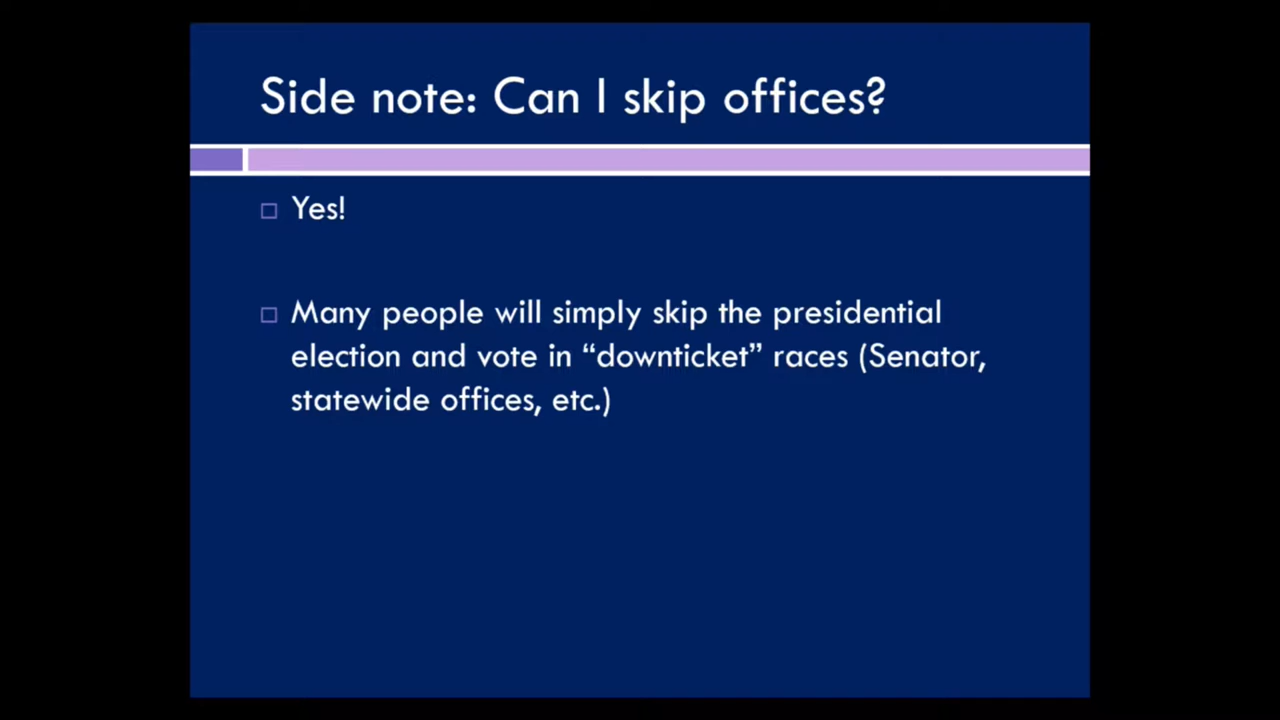 Side note: Can I skip offices?
Yes!
Many people will simply skip the presidential
election and vote in “downticket” races (Senator,
statewide offices, etc.)